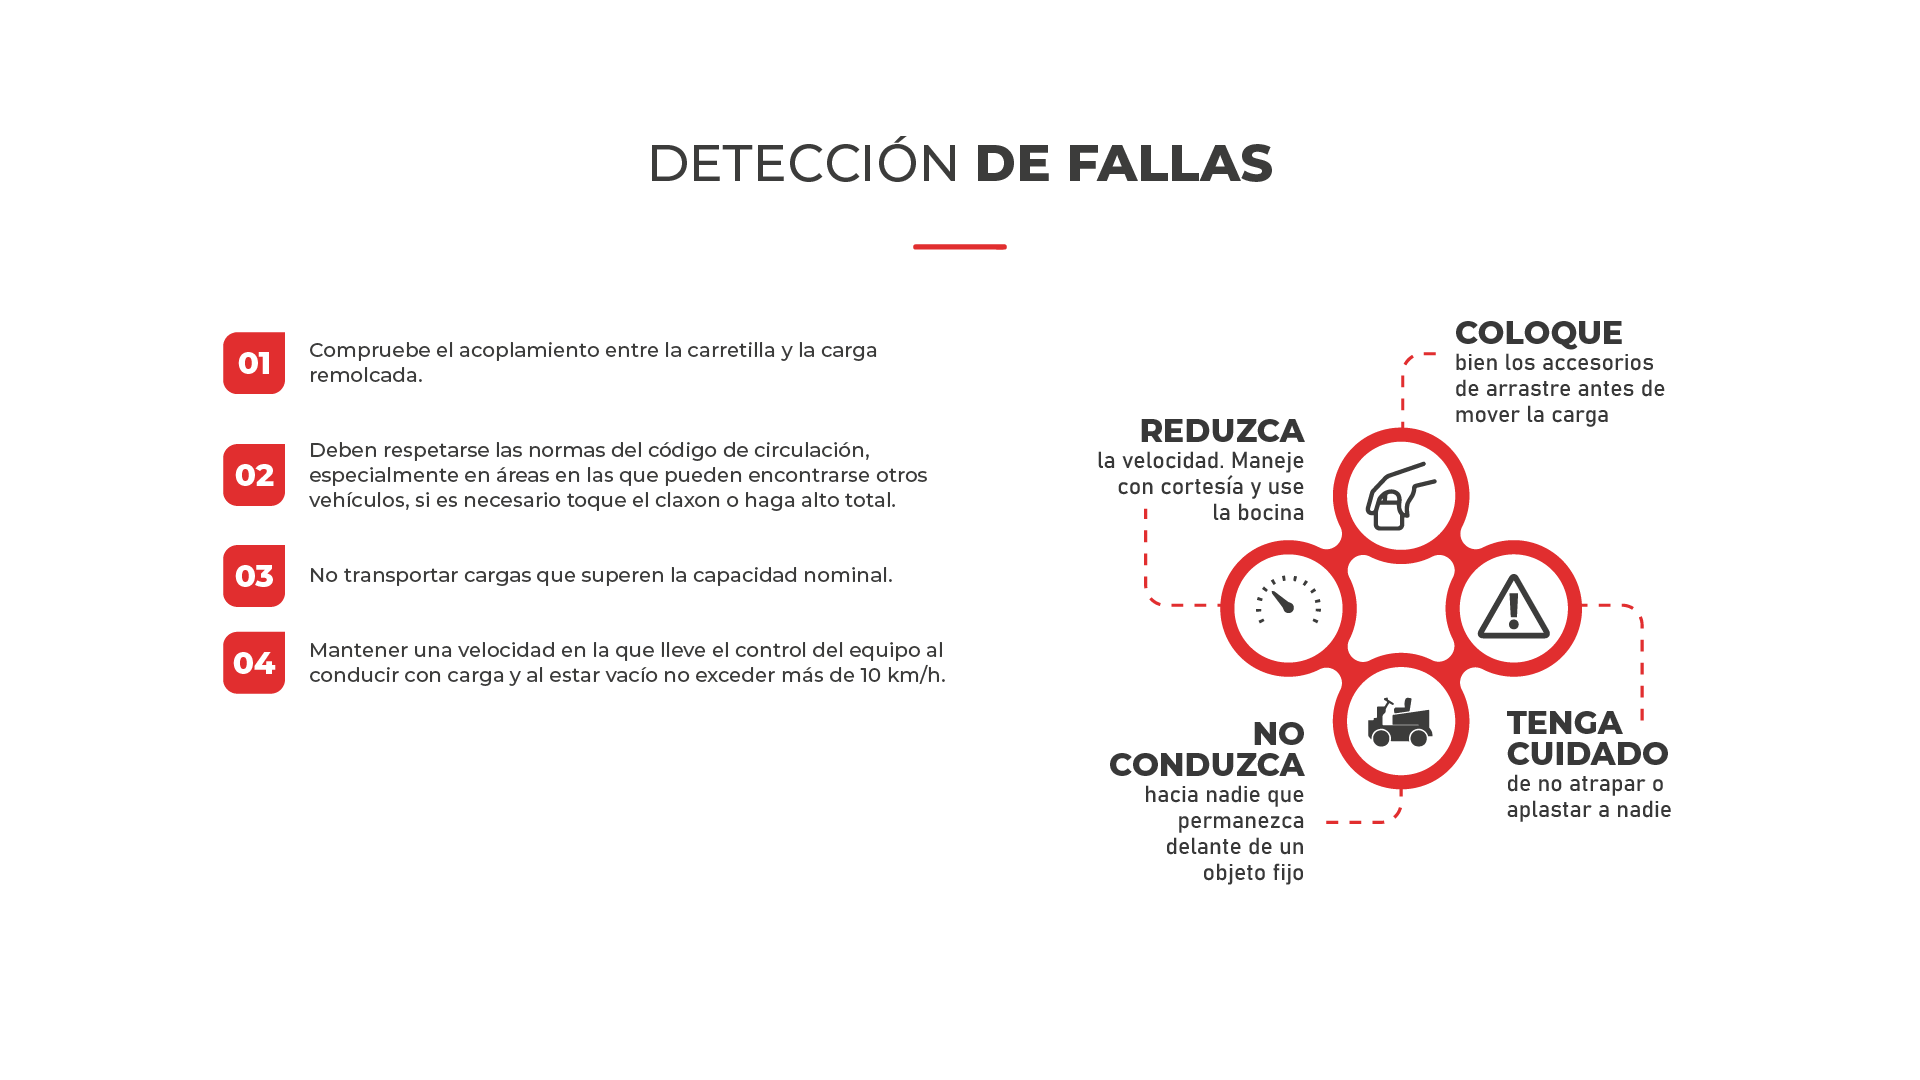 DETECCIÓN DE FALLAS
01
Compruebe el acoplamiento entre la carretilla y la carga
remolcada.
02
Deben respetarse las normas del código de circulación,
especialmente en áreas en las que pueden encontrarse otros
vehículos, si es necesario toque el claxon o haga alto total.
03
No transportar cargas que superen la capacidad nominal.
04
Mantener una velocidad en la que lleve el control del equipo al
conducir con carga y al estar vacío no exceder más de 10 km/h.
COLOQUE
bien los accesorios
de arrastre antes de
mover la carga
REDUZCA
la velocidad. Maneje
con cortesía y use
la bocina
NO
CONDUZCA
hacia nadie que
permanezca
delante de un
objeto fijo
TENGA
CUIDADO
de no atrapar o
aplastar a nadie